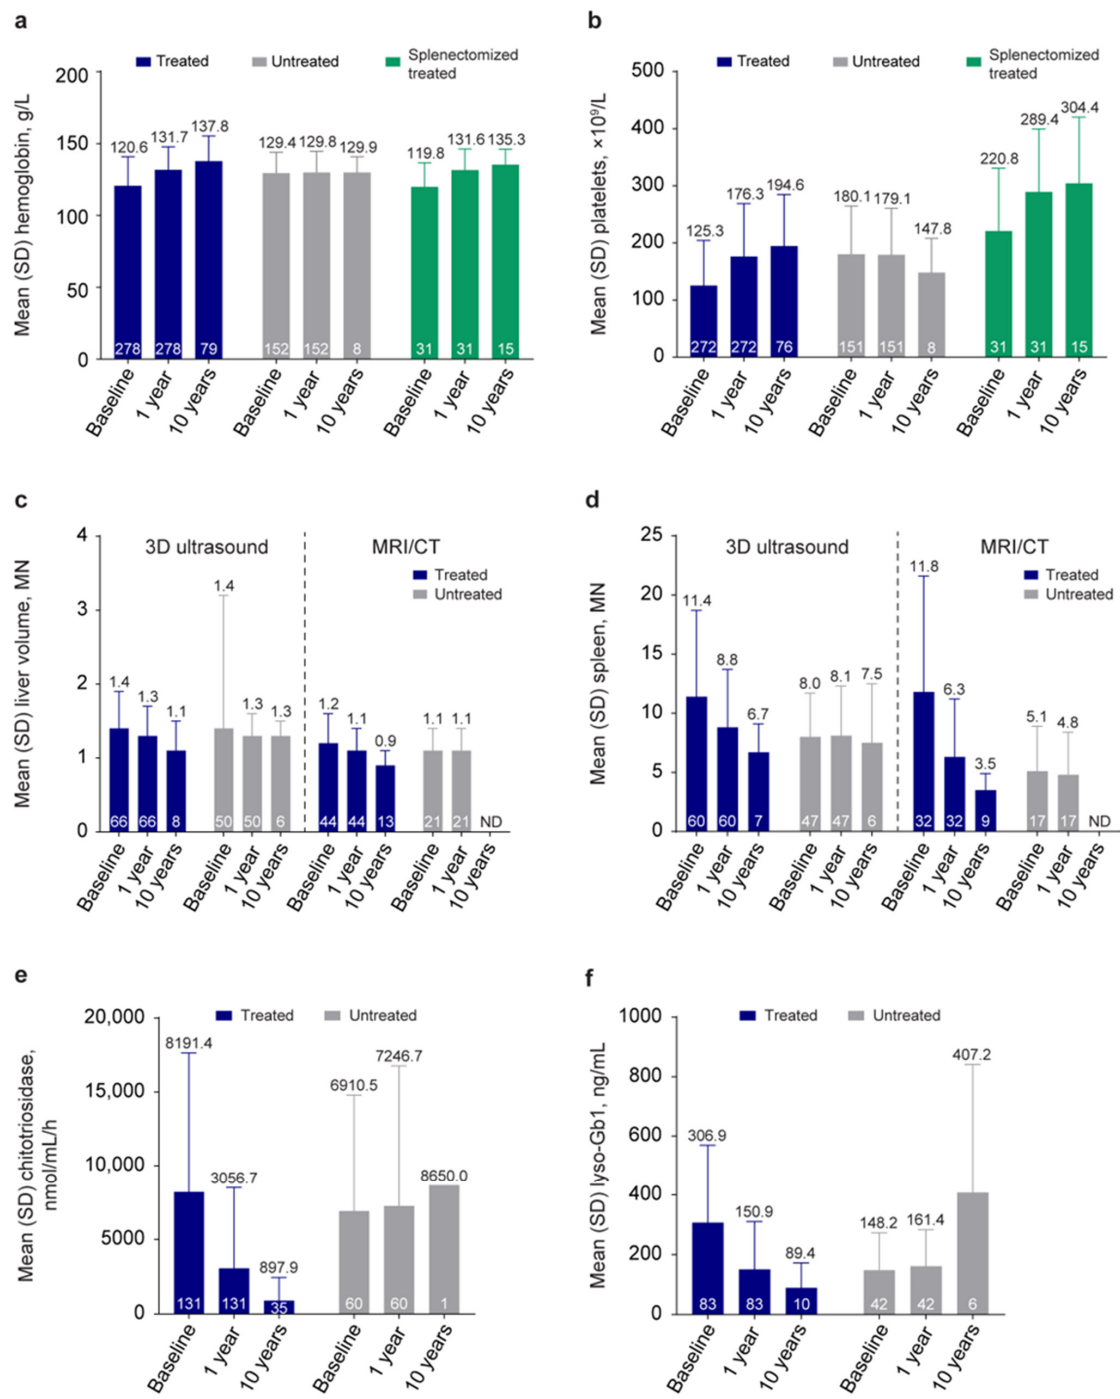 a
Treated
Untreated
Splenectomized
treated
Mean (SD) hemoglobin, g/L
200
150
100
50
0
120.6
131.7
137.8
129.4
129.8
129.9
119.8
131.6
135.3
278
278
79
152
152
8
31
31
15
Baseline
1 year
10 years
Baseline
1 year
10 years
Baseline
1 year
10 years
b
Treated
Untreated
Splenectomized
treated
Mean (SD) platelets, ×10⁹/L
500
400
300
200
100
0
125.3
176.3
194.6
180.1
179.1
147.8
220.8
289.4
304.4
272
272
76
151
151
8
31
31
15
Baseline
1 year
10 years
Baseline
1 year
10 years
Baseline
1 year
10 years
c
3D ultrasound
MRI/CT
Treated
Untreated
Mean (SD) liver volume, MN
4
3
2
1
0
1.4
1.3
1.1
1.4
1.3
1.3
1.2
1.1
0.9
1.1
1.1
66
66
8
50
50
6
44
44
13
21
21
ND
Baseline
1 year
10 years
Baseline
1 year
10 years
Baseline
1 year
10 years
Baseline
1 year
10 years
d
3D ultrasound
MRI/CT
Treated
Untreated
Mean (SD) spleen, MN
25
20
15
10
5
0
11.4
8.8
6.7
8.0
8.1
7.5
11.8
6.3
3.5
5.1
4.8
60
60
7
47
47
6
32
32
9
17
17
ND
Baseline
1 year
10 years
Baseline
1 year
10 years
Baseline
1 year
10 years
Baseline
1 year
10 years
e
Treated
Untreated
Mean (SD) chitotriosidase,
nmol/mL/h
20,000
15,000
10,000
5000
0
8191.4
3056.7
897.9
6910.5
7246.7
8650.0
131
131
35
60
60
1
Baseline
1 year
10 years
Baseline
1 year
10 years
f
Treated
Untreated
Mean (SD) lyso-Gb1, ng/mL
1000
800
600
400
200
0
306.9
150.9
89.4
148.2
161.4
407.2
83
83
10
42
42
6
Baseline
1 year
10 years
Baseline
1 year
10 years